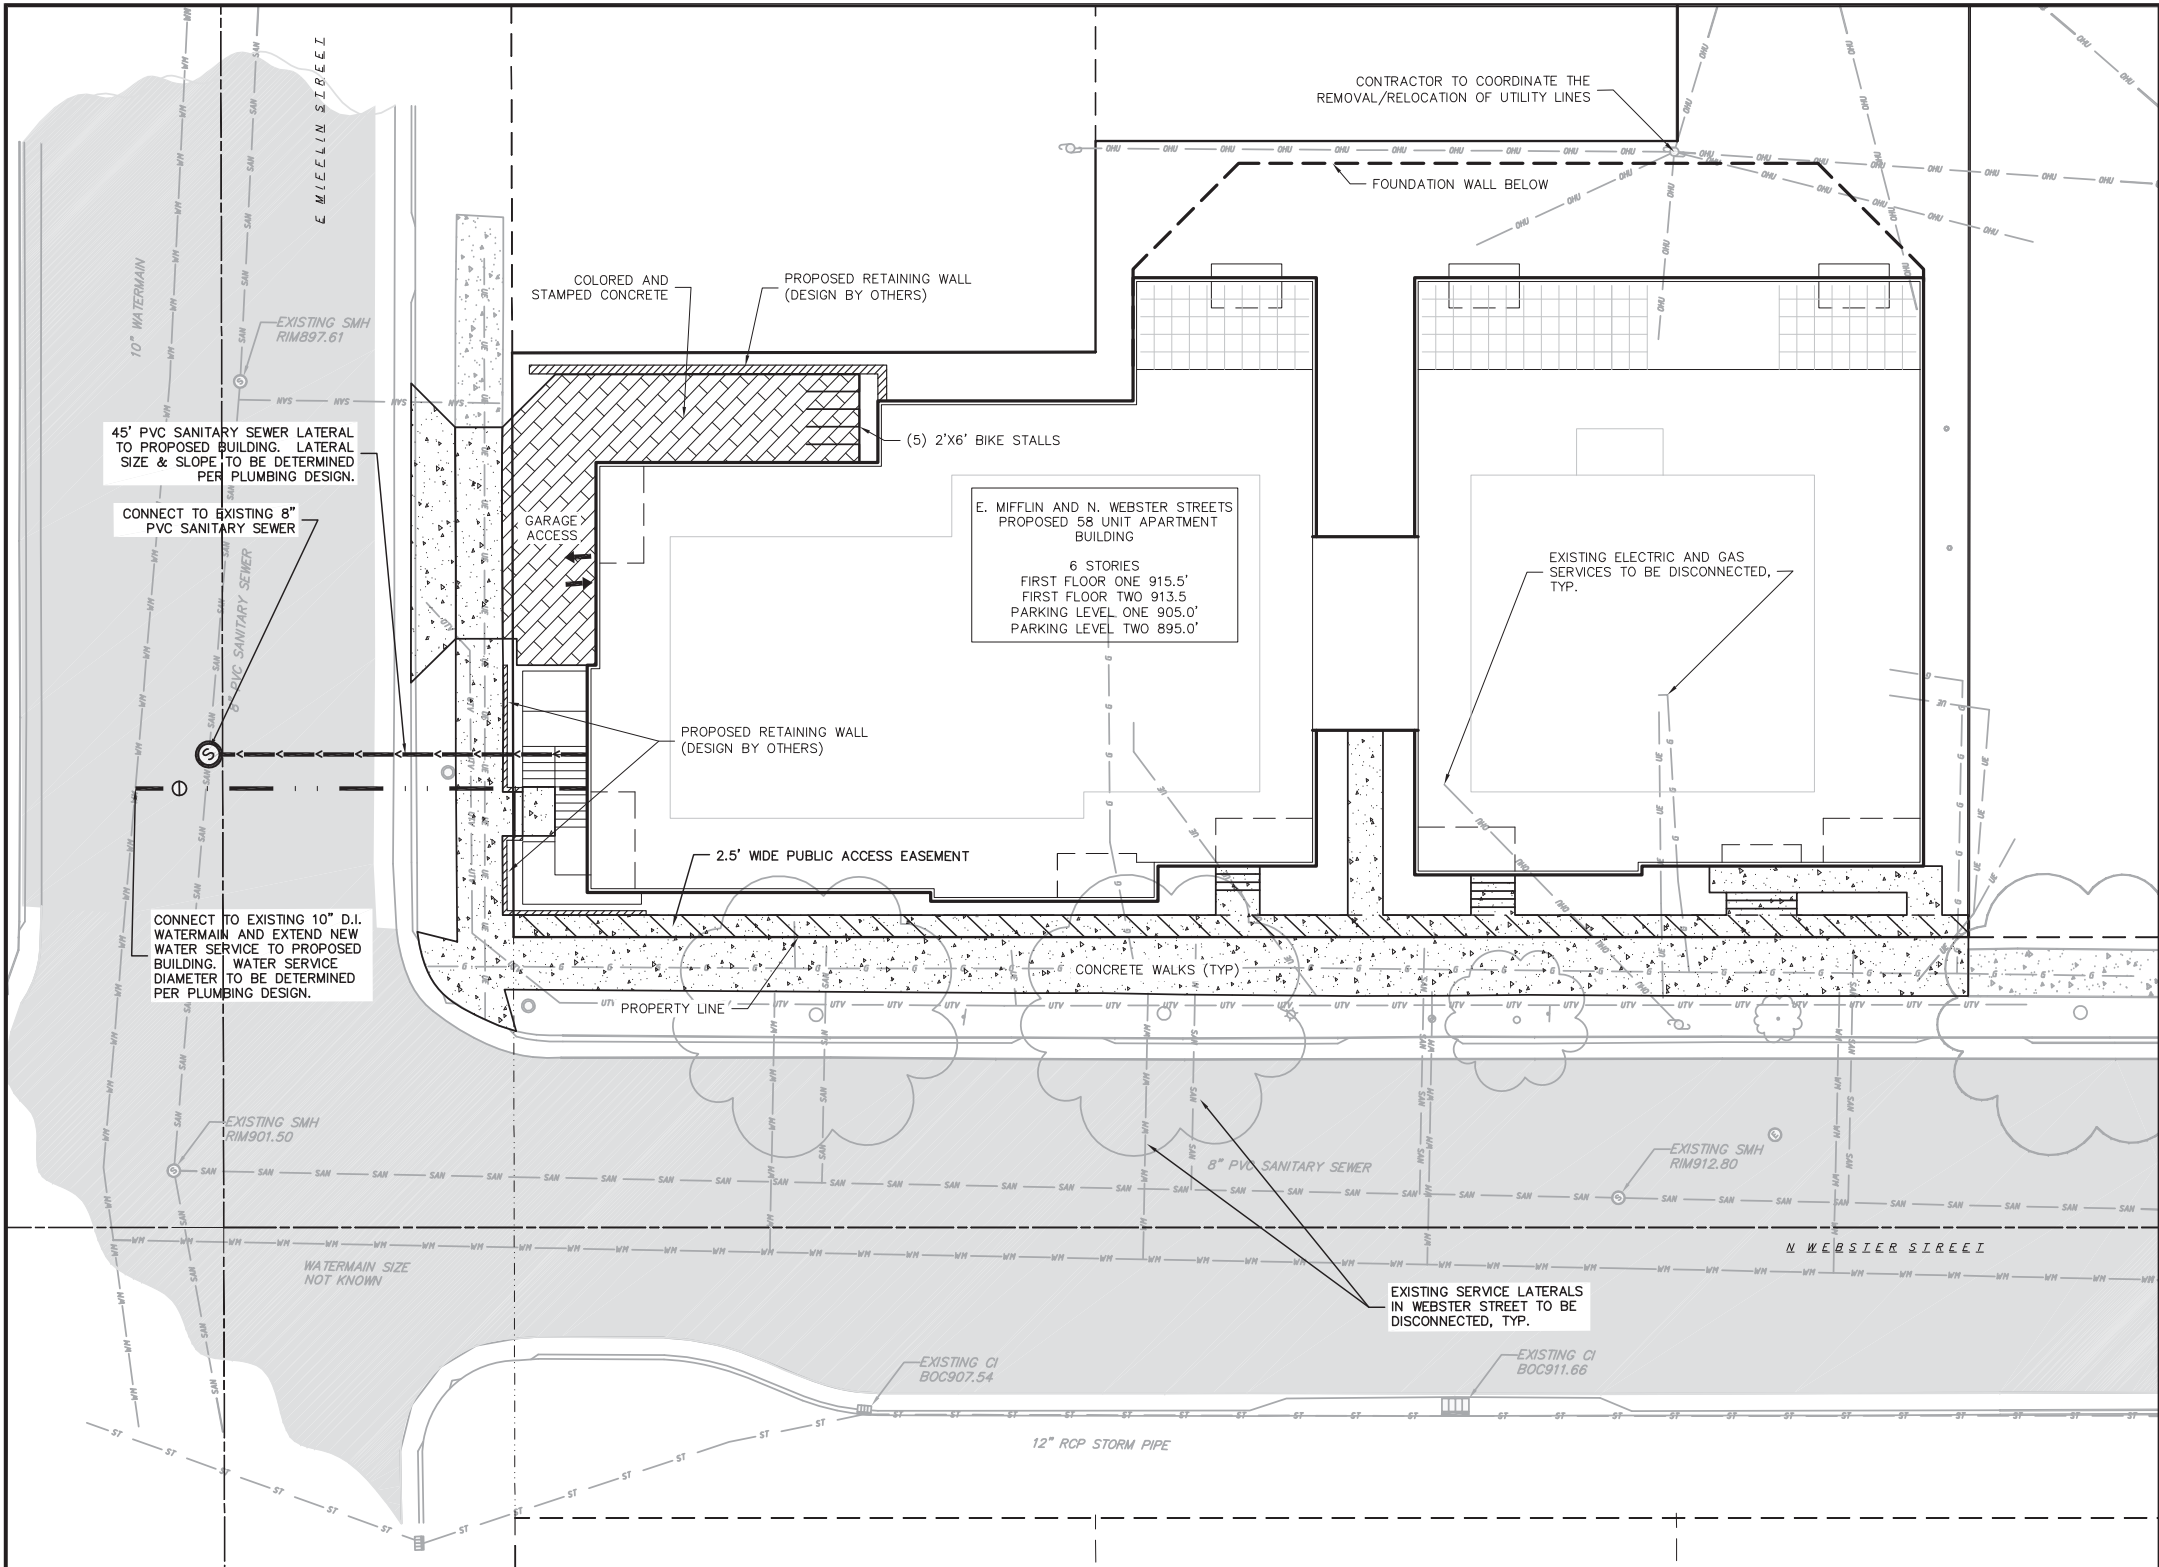 E MIFFLIN STREET
CONTRACTOR TO COORDINATE THE
REMOVAL/RELOCATION OF UTILITY LINES
FOUNDATION WALL BELOW
COLORED AND
STAMPED CONCRETE
PROPOSED RETAINING WALL
(DESIGN BY OTHERS)
10" WATERMAIN
EXISTING SMH
RIM897.61
45' PVC SANITARY SEWER LATERAL
TO PROPOSED BUILDING. LATERAL
SIZE & SLOPE TO BE DETERMINED
PER PLUMBING DESIGN.
(5) 2'X6' BIKE STALLS
CONNECT TO EXISTING 8"
PVC SANITARY SEWER
8" PVC SANITARY SEWER
GARAGE
ACCESS
E. MIFFLIN AND N. WEBSTER STREETS
PROPOSED 58 UNIT APARTMENT
BUILDING
6 STORIES
FIRST FLOOR ONE 915.5'
FIRST FLOOR TWO 913.5
PARKING LEVEL ONE 905.0'
PARKING LEVEL TWO 895.0'
EXISTING ELECTRIC AND GAS
SERVICES TO BE DISCONNECTED,
TYP.
PROPOSED RETAINING WALL
(DESIGN BY OTHERS)
2.5' WIDE PUBLIC ACCESS EASEMENT
CONNECT TO EXISTING 10" D.I.
WATERMAIN AND EXTEND NEW
WATER SERVICE TO PROPOSED
BUILDING. WATER SERVICE
DIAMETER TO BE DETERMINED
PER PLUMBING DESIGN.
CONCRETE WALKS (TYP)
PROPERTY LINE
EXISTING SMH
RIM901.50
8" PVC SANITARY SEWER
EXISTING SMH
RIM912.80
N WEBSTER STREET
WATERMAIN SIZE
NOT KNOWN
EXISTING SERVICE LATERALS
IN WEBSTER STREET TO BE
DISCONNECTED, TYP.
EXISTING CI
BOC907.54
EXISTING CI
BOC911.66
12" RCP STORM PIPE